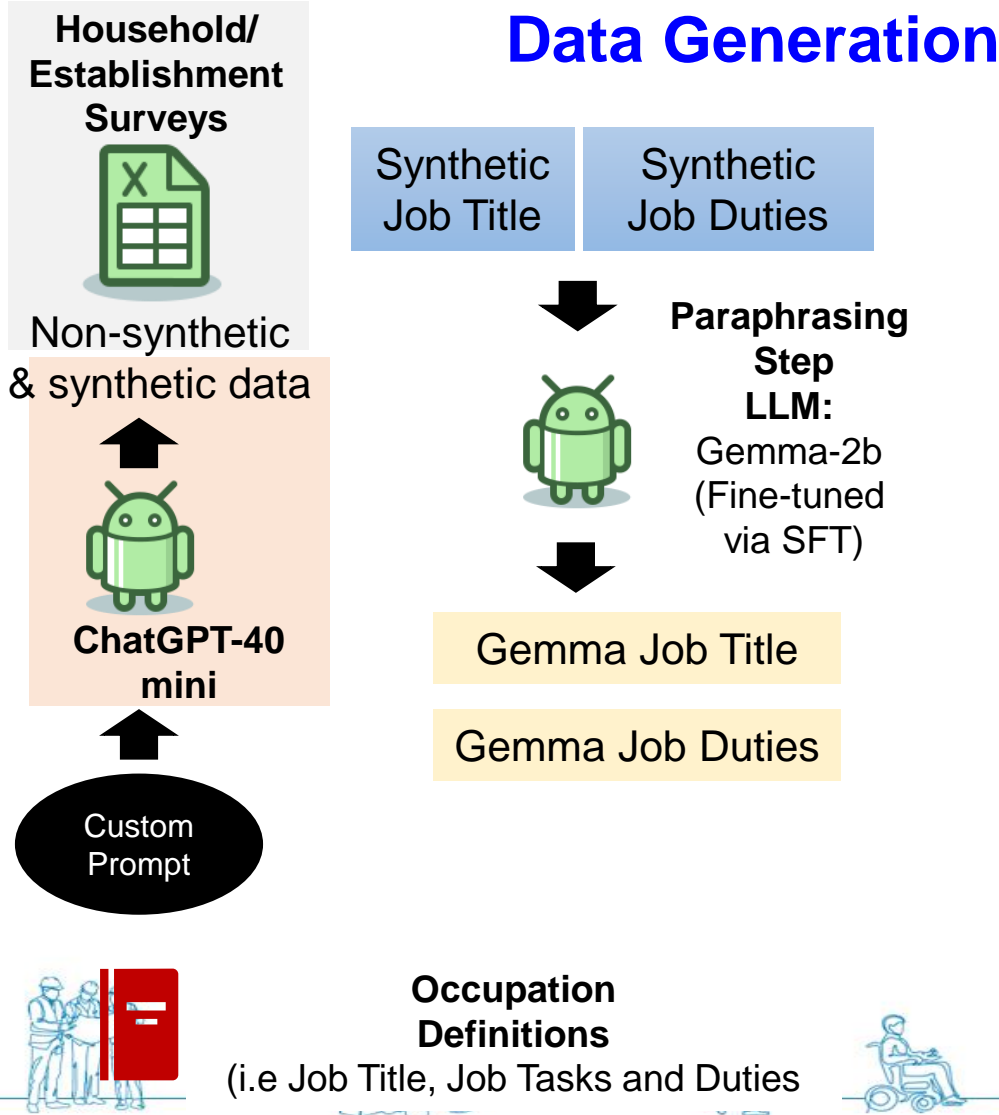 Data Generation
Household/
Establishment
Surveys
X
Non-synthetic
& synthetic data
ChatGPT-40
mini
Custom
Prompt
Synthetic
Job Title
Synthetic
Job Duties
Paraphrasing
Step
LLM:
Gemma-2b
(Fine-tuned
via SFT)
Gemma Job Title
Gemma Job Duties
Occupation
Definitions
(i.e Job Title, Job Tasks and Duties